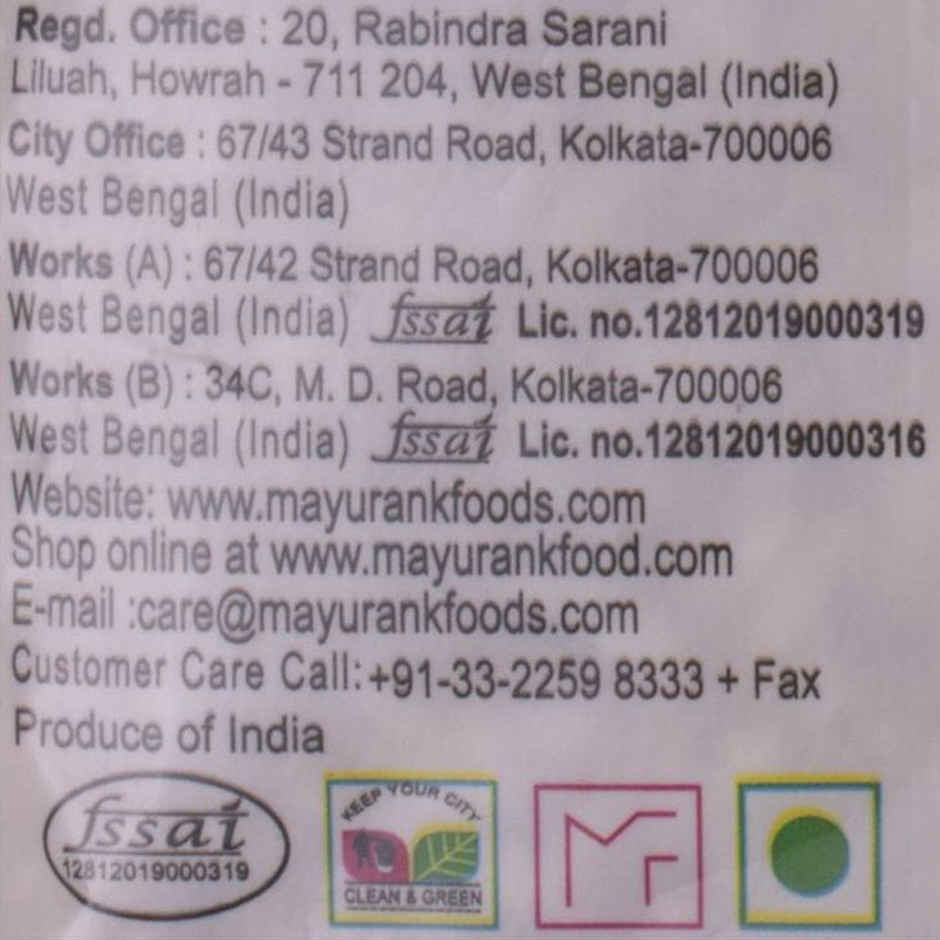 Regd. Office : 20, Rabindra Sarani
Liluah, Howrah - 711 204, West Bengal (India)
City Office : 67/43 Strand Road, Kolkata-700006
West Bengal (India)
Works (A) : 67/42 Strand Road, Kolkata-700006
West Bengal (India) fssai Lic. no.12812019000319
Works (B) : 34C, M. D. Road, Kolkata-700006
West Bengal (India) fssai Lic. no.12812019000316
Website: www.mayurankfoods.com
Shop online at www.mayurankfood.com
E-mail :care@mayurankfoods.com
Customer Care Call:+91-33-2259 8333 + Fax
Produce of India
fssai
12812019000319
KEEP YOUR CITY
CLEAN & GREEN
MF